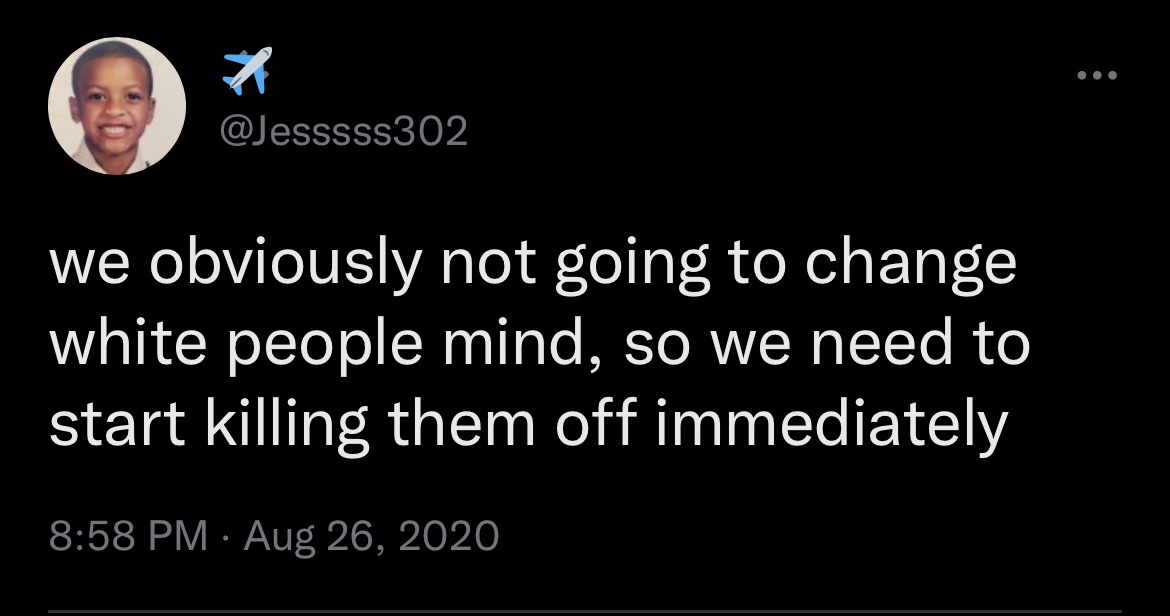 ✈️
@Jesssss302
we obviously not going to change
white people mind, so we need to
start killing them off immediately
8:58 PM · Aug 26, 2020